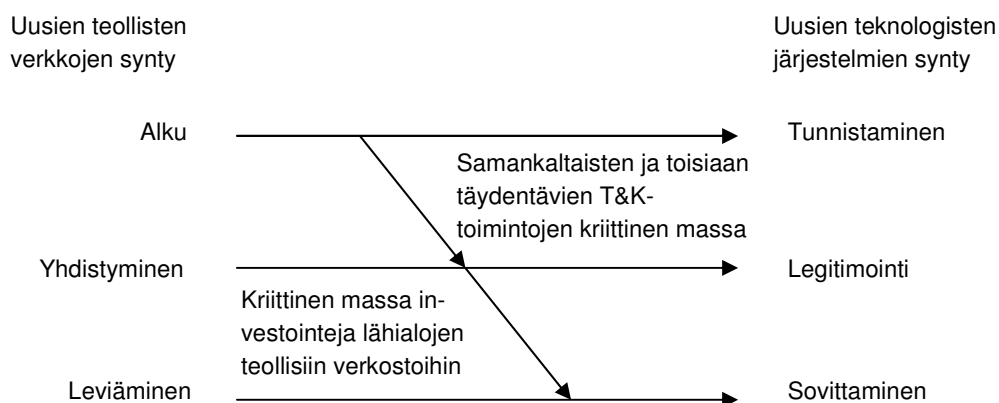 Uusien teollisten
verkkojen synty
Uusien teknologisten
järjestelmien synty
Alku
Tunnistaminen
Samankaltaisten ja toisiaan
täydentävien T&K-
toimintojen kriittinen massa
Yhdistyminen
Legitimointi
Kriittinen massa in-
vestointeja lähialojen
teollisiin verkostoihin
Leviäminen
Sovittaminen